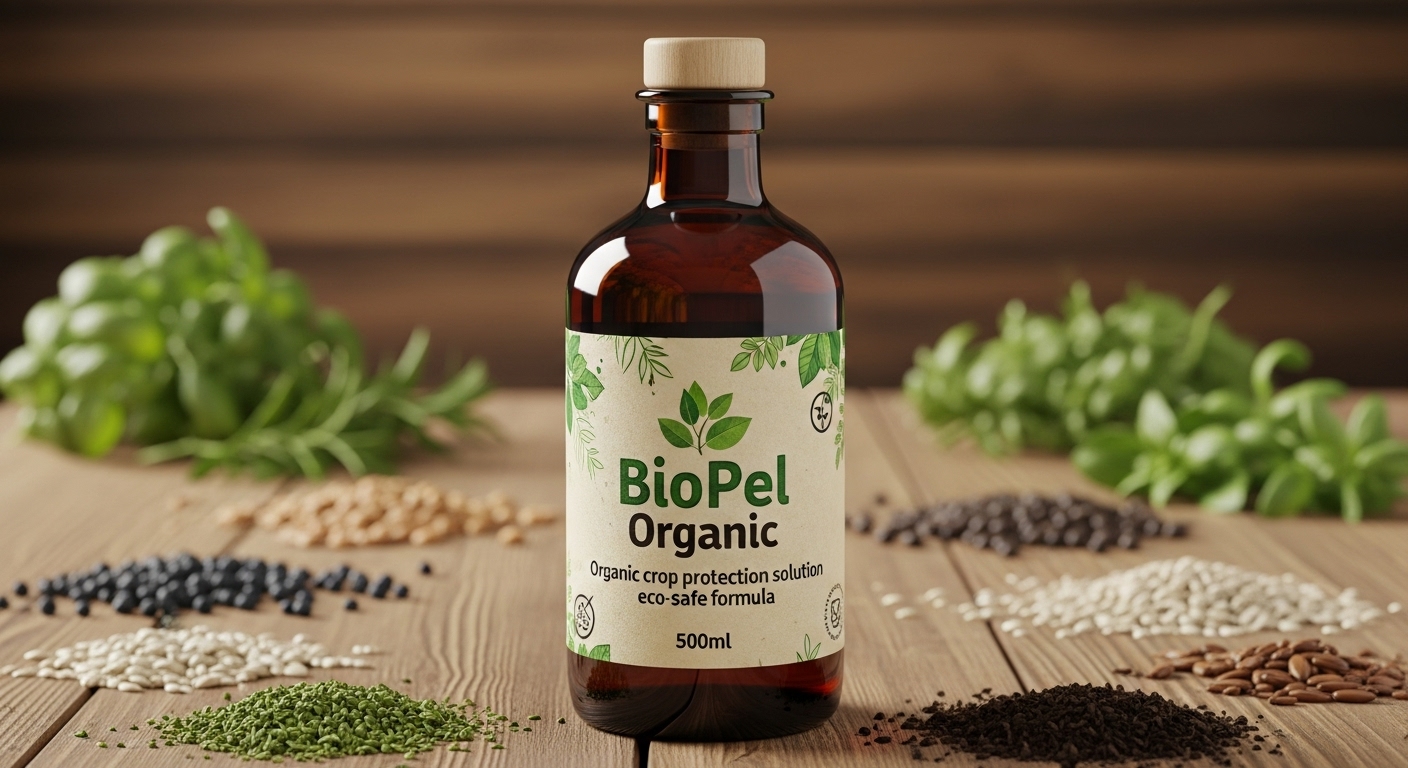 BioPel
Organic
Organic crop protection solution
eco-safe formula
500ml